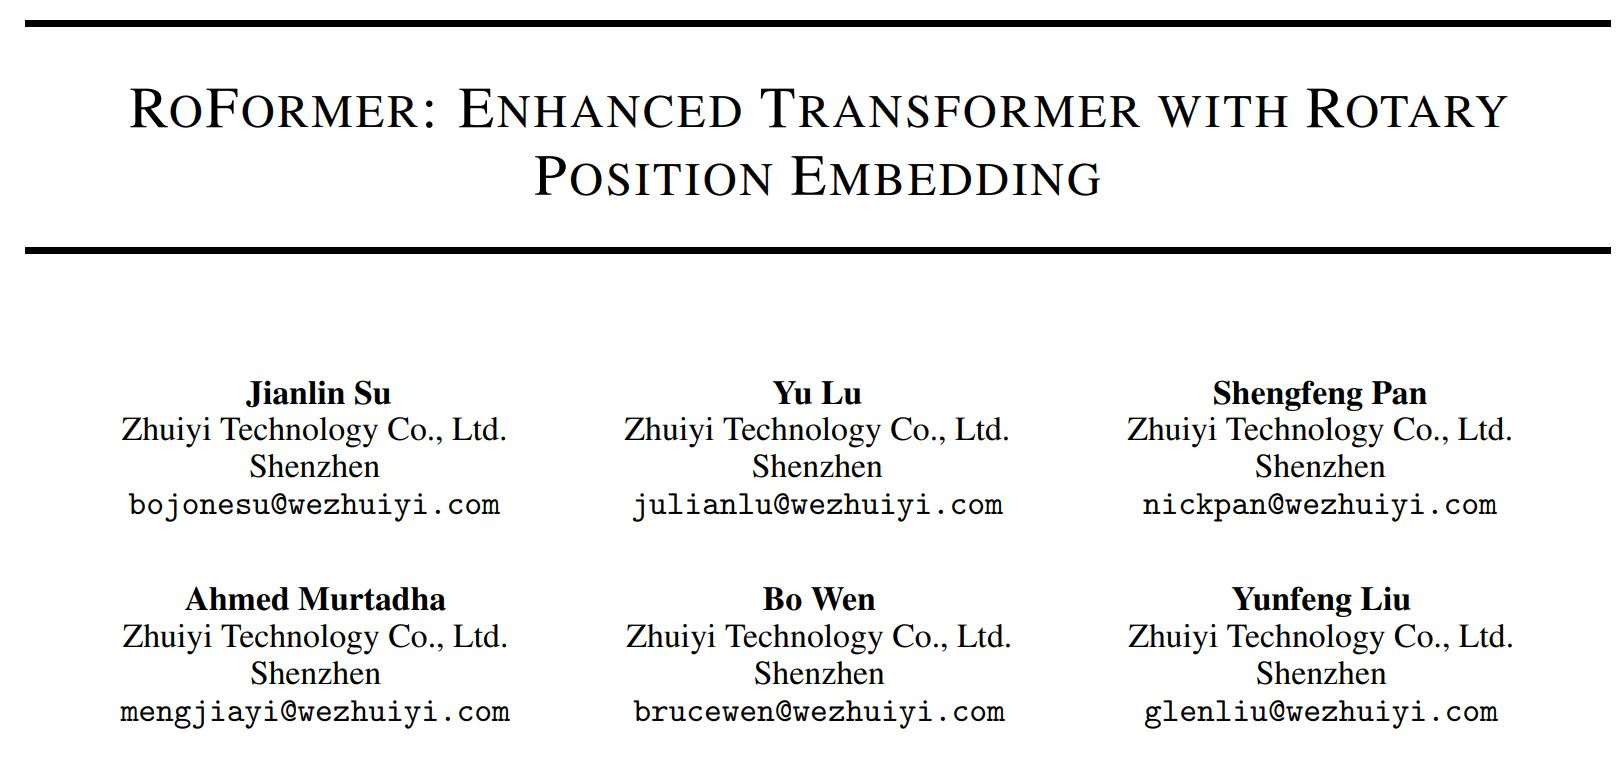 ROFORMER: ENHANCED TRANSFORMER WITH ROTARY
POSITION EMBEDDING
Jianlin Su
Zhuiyi Technology Co., Ltd.
Shenzhen
bojonesu@wezhuiyi.com
Yu Lu
Zhuiyi Technology Co., Ltd.
Shenzhen
julianlu@wezhuiyi.com
Shengfeng Pan
Zhuiyi Technology Co., Ltd.
Shenzhen
nickpan@wezhuiyi.com
Ahmed Murtadha
Zhuiyi Technology Co., Ltd.
Shenzhen
mengjiayi@wezhuiyi.com
Bo Wen
Zhuiyi Technology Co., Ltd.
Shenzhen
brucewen@wezhuiyi.com
Yunfeng Liu
Zhuiyi Technology Co., Ltd.
Shenzhen
glenliu@wezhuiyi.com